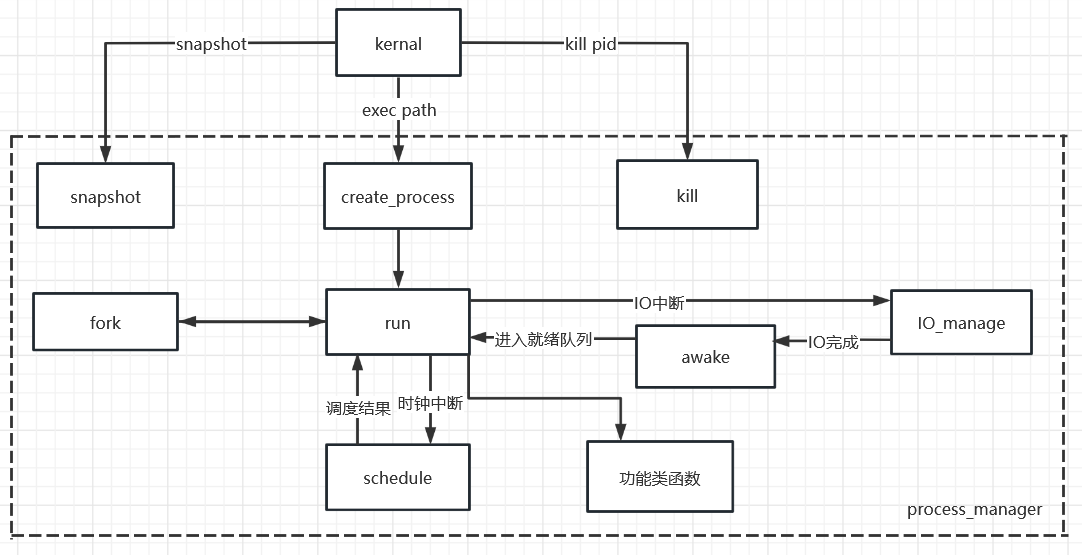 kernal
snapshot
kill pid
exec path
snapshot
create_process
kill
fork
run
IO中断
IO_manage
进入就绪队列
awake
IO完成
调度结果
时钟中断
schedule
功能类函数
process_manager